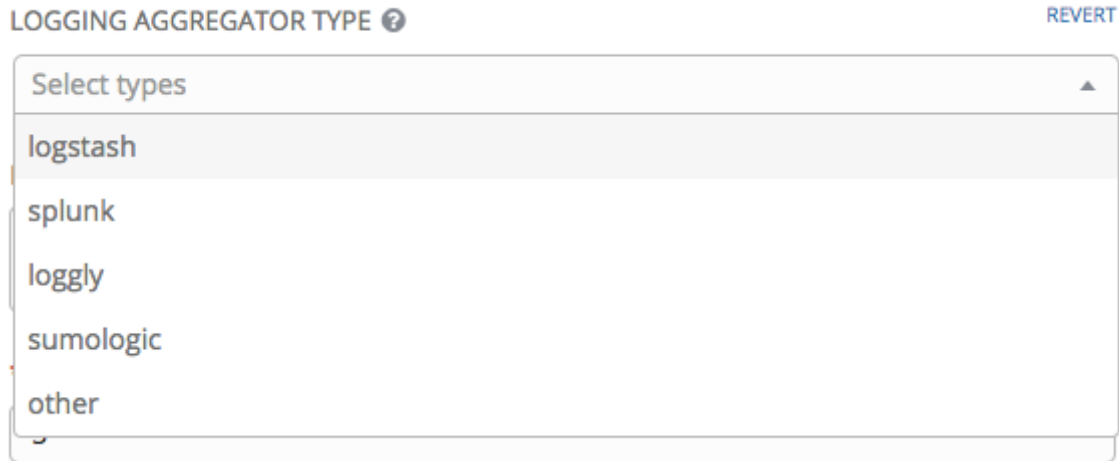 LOGGING AGGREGATOR TYPE ?
REVERT
Select types
logstash
splunk
loggly
sumologic
other